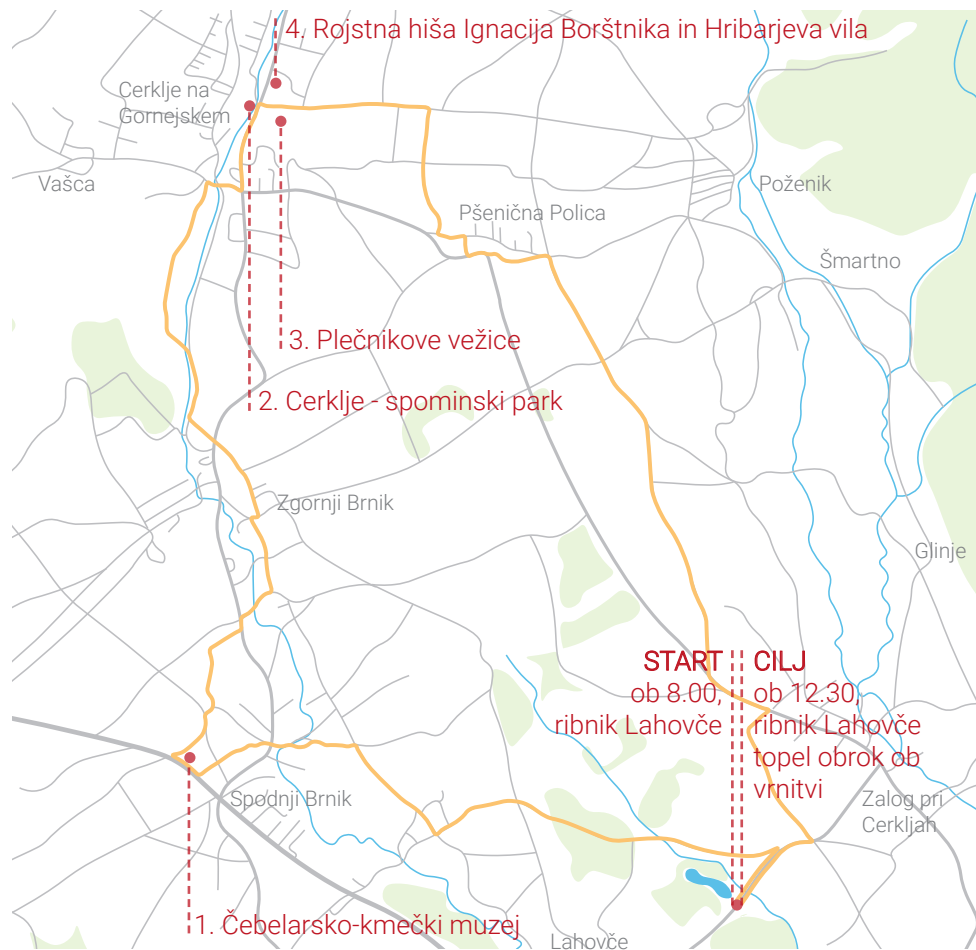 4. Rojstna hiša Ignacija Borštnika in Hribarjeva vila
Cerklje na
Gornejskem
Vašca
Poženik
Pšenična Polica
Šmartno
3. Plečnikove vežice
2. Cerklje - spominski park
Zgornji Brnik
Glinje
START
ob 8.00,
ribnik Lahovče
CILJ
ob 12.30,
ribnik Lahovče
topel obrok ob
vrnitvi
Spodnji Brnik
Zalog pri
Cerkljah
1. Čebelarsko-kmečki muzej
Lahovče